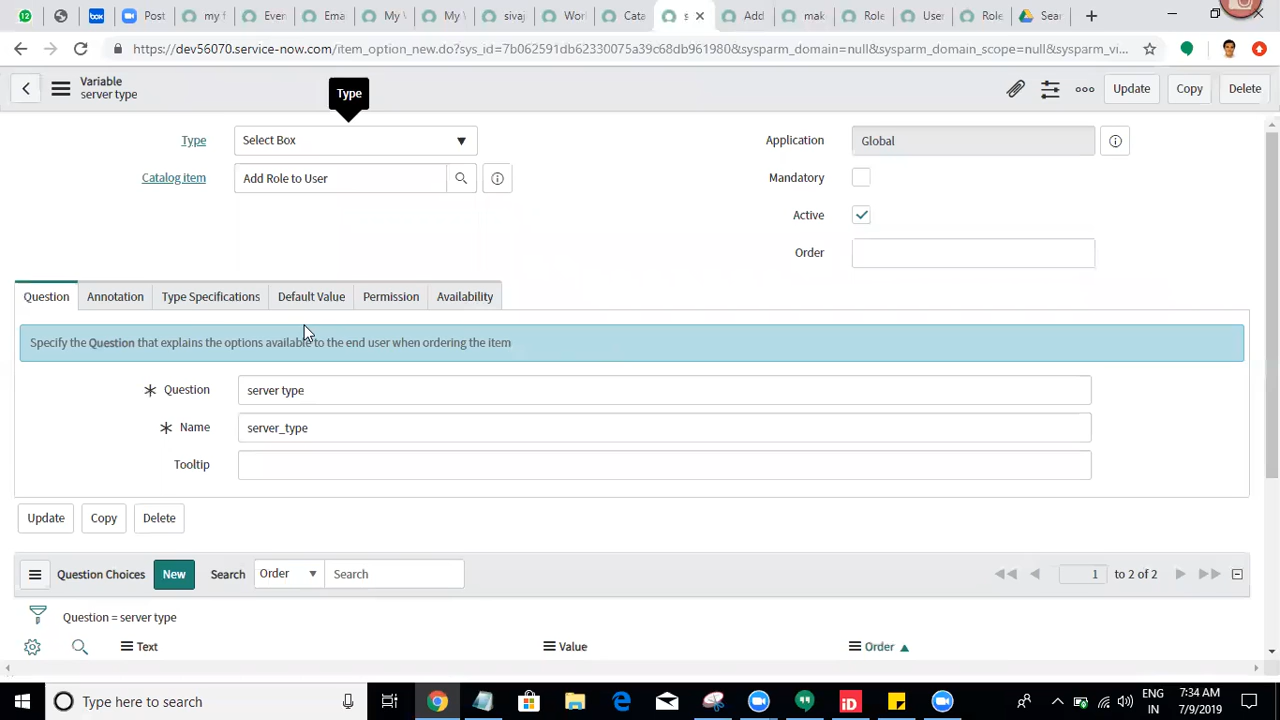 12
box
Post
my f
Even
Ema
My \
My \
siva
Wor
Cata
s
Add
mak
Role
User
Role
Sear
https://dev56070.service-now.com/item_option_new.do?sys_id=7b062591db62330075a39c68db961980&sysparm_domain=null&sysparm_domain_scope=null&sysparm_vi...
Variable
server type
Type
Update
Copy
Delete
Type
Select Box
Application
Global
Catalog item
Add Role to User
Mandatory
Active
Order
Question
Annotation
Type Specifications
Default Value
Permission
Availability
Specify the Question that explains the options available to the end user when ordering the item
Question
server type
Name
server_type
Tooltip
Update
Copy
Delete
Question Choices
New
Search
Order
Search
1
to 2 of 2
Question = server type
Text
Value
Order
Type here to search
iD
ENG
IN
7:34 AM
7/9/2019